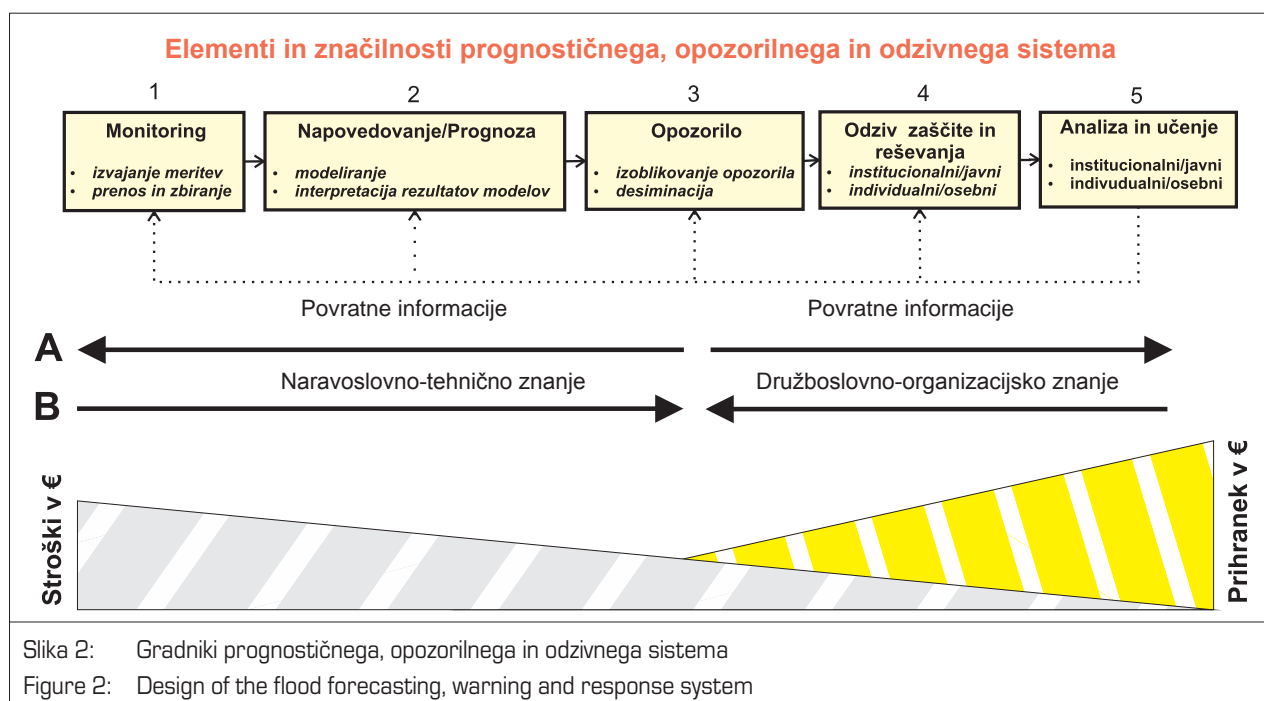 Elementi in značilnosti prognostičnega, opozorilnega in odzivnega sistema
1
2
3
4
5
Monitoring
• izvajanje meritev
• prenos in zbiranje
Napovedovanje/Prognoza
• modeliranje
• interpretacija rezultatov modelov
Opozorilo
• izoblikovanje opozorila
• desiminacija
Odziv zaščite in
reševanja
• institucionalni/javni
• individualni/osebni
Analiza in učenje
• institucionalni/javni
• indivudualni/osebni
Povratne informacije
Povratne informacije
A
Naravoslovno-tehnično znanje
Družboslovno-organizacijsko znanje
B
Stroški v €
Prihranek v €
Slika 2: Gradniki prognostičnega, opozorilnega in odzivnega sistema
Figure 2: Design of the flood forecasting, warning and response system